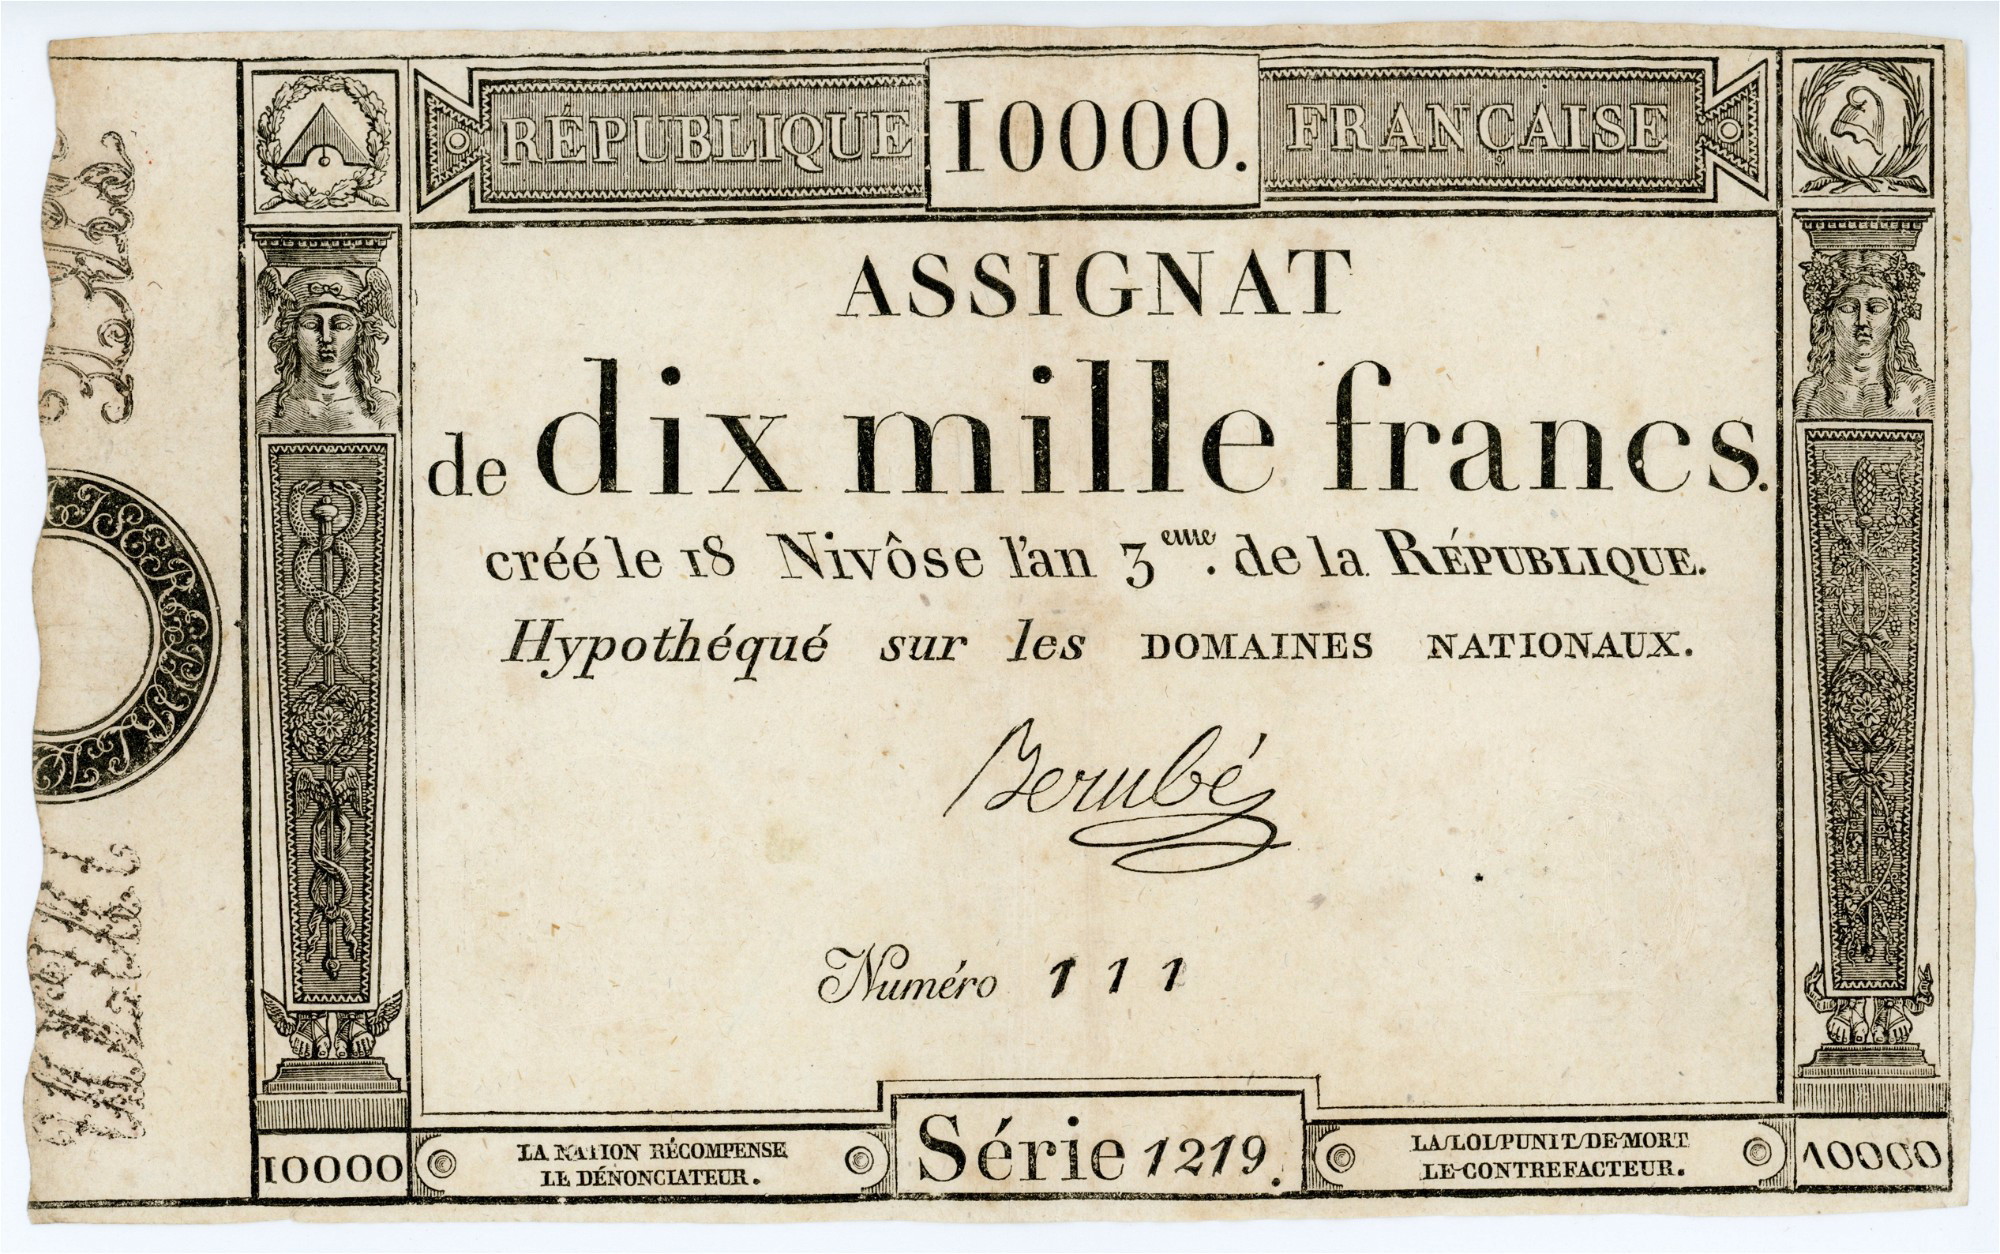 RÉPUBLIQUE 10000. FRANÇAISE
ASSIGNAT
de dix mille francs.
créé le 18 Nivôse l'an 3eme. de la RÉPUBLIQUE.
Hypothéqué sur les DOMAINES NATIONAUX.
Berubé
Numéro 111
10000
LA NATION RÉCOMPENSE
LE DÉNONCIATEUR.
Série 1219.
LA LOI PUNIT DE MORT
LE CONTREFACTEUR.
10000